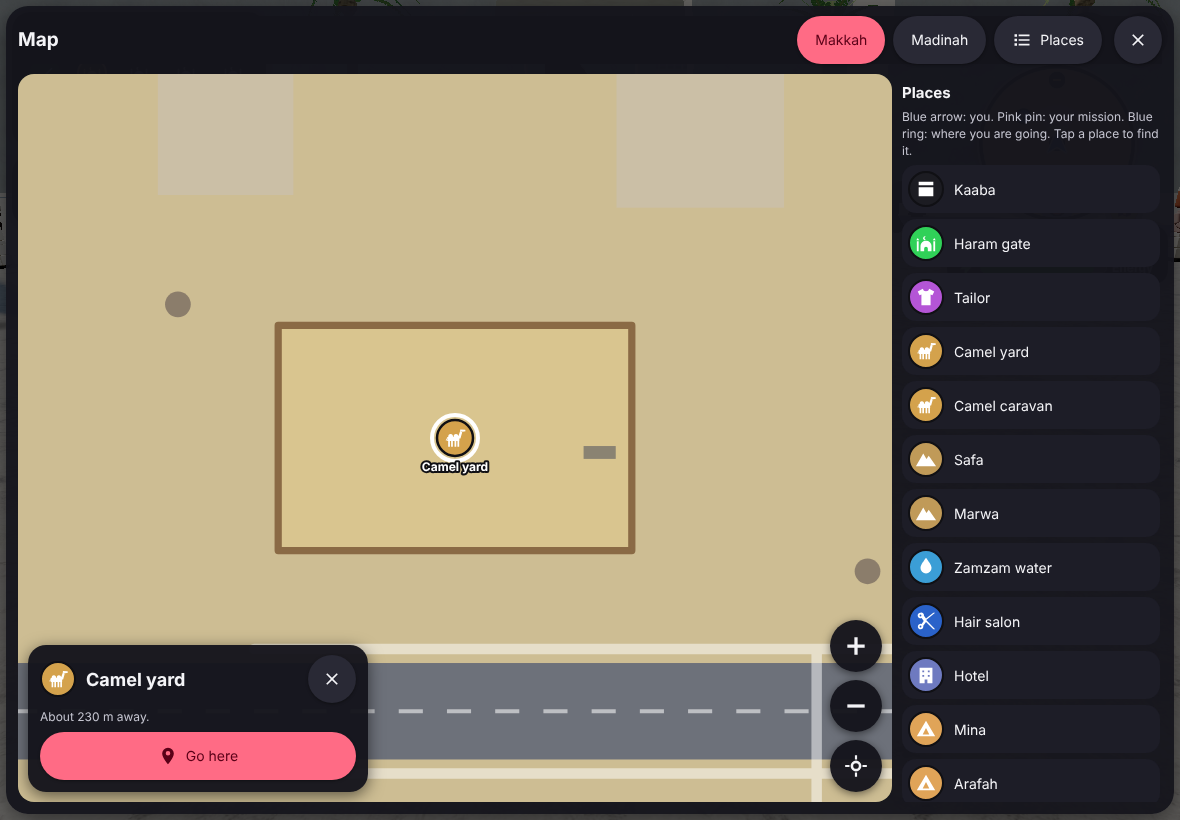 Map
Makkah
Madinah
Places
Places
Blue arrow: you. Pink pin: your mission. Blue
ring: where you are going. Tap a place to find
it.
Kaaba
Haram gate
Tailor
Camel yard
Camel caravan
Safa
Marwa
Zamzam water
Hair salon
Hotel
Mina
Arafah
Camel yard
Camel yard
About 230 m away.
Go here